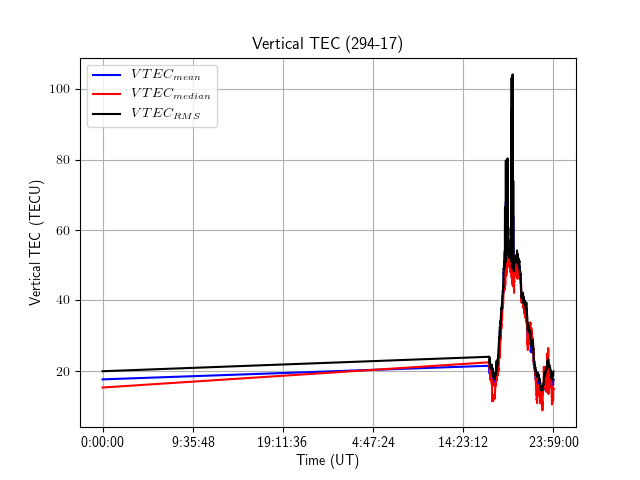 Vertical TEC (294-17)
VTEC_mean
VTEC_median
VTEC_RMS
100
80
60
40
20
Vertical TEC (TECU)
0:00:00 9:35:48 19:11:36 4:47:24 14:23:12 23:59:00
Time (UT)